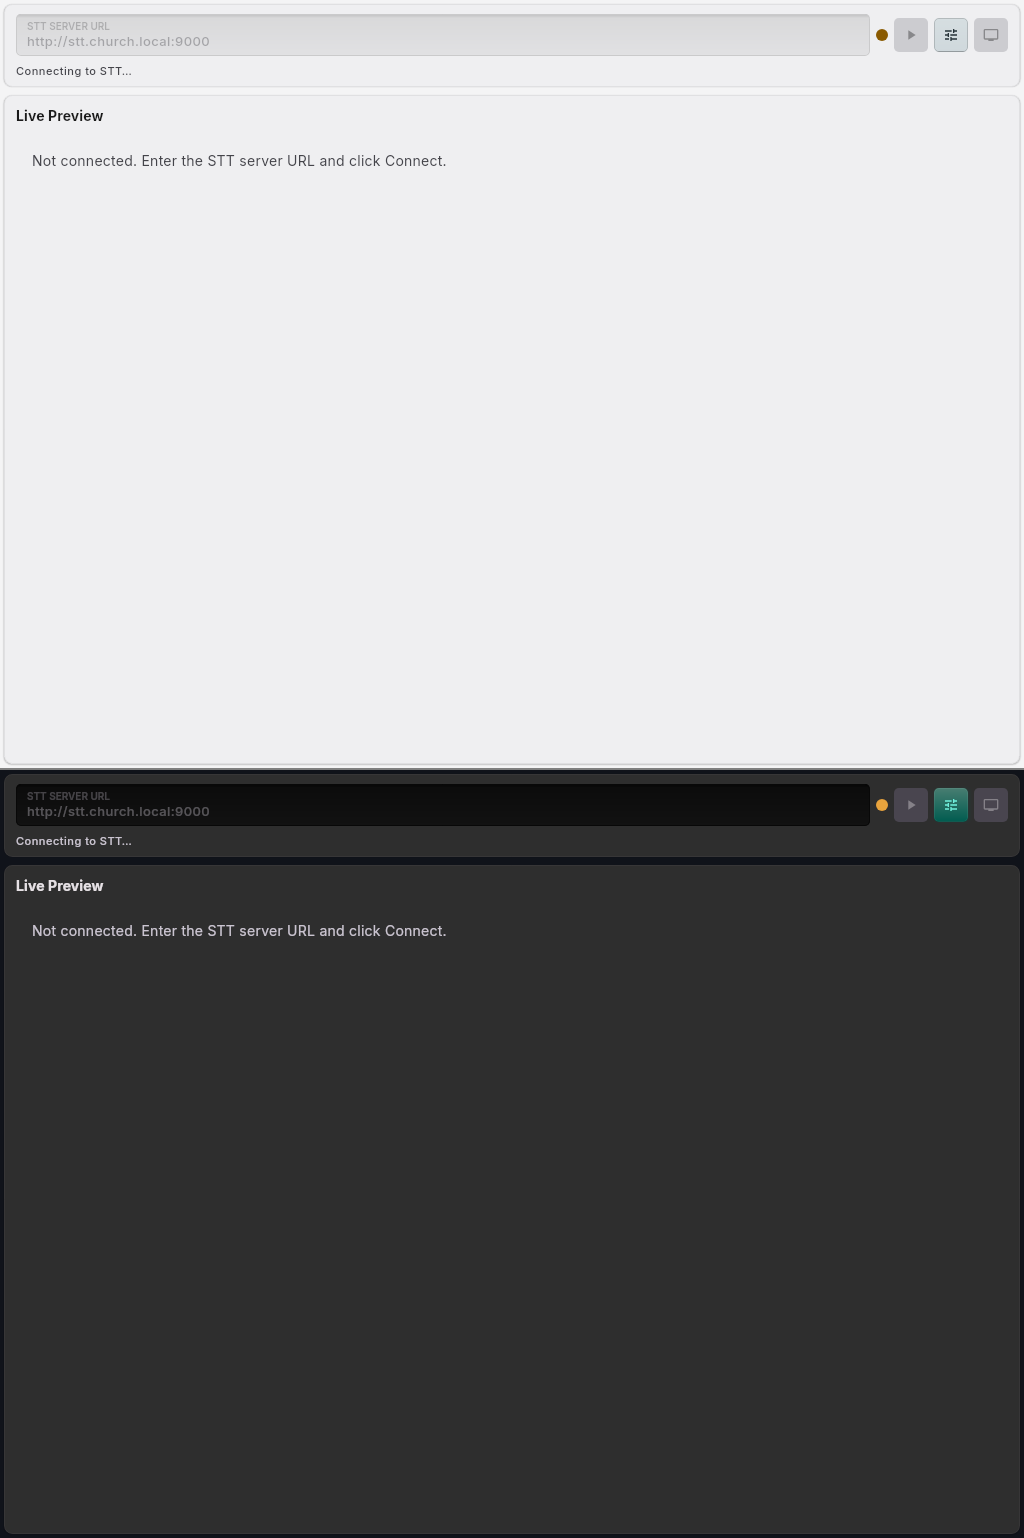 STT SERVER URL
http://stt.church.local:9000
Connecting to STT...
Live Preview
Not connected. Enter the STT server URL and click Connect.
STT SERVER URL
http://stt.church.local:9000
Connecting to STT...
Live Preview
Not connected. Enter the STT server URL and click Connect.